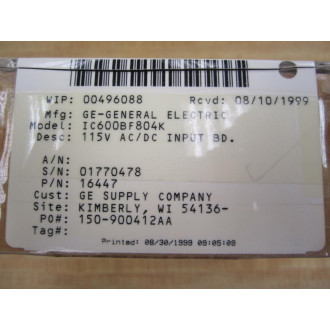 WIP: 00496088 Rcvd: 08/10/1999
Mfg: GE-GENERAL ELECTRIC
Model: IC600BF804K
Desc: 115V AC/DC INPUT BD.
A/N:
S/N: 01770478
P/N: 16447
Cust: GE SUPPLY COMPANY
Site: KIMBERLY, WI 54136-
PO#: 150-900412AA
Tag#:
Printed: 08/30/1999 09:05:09